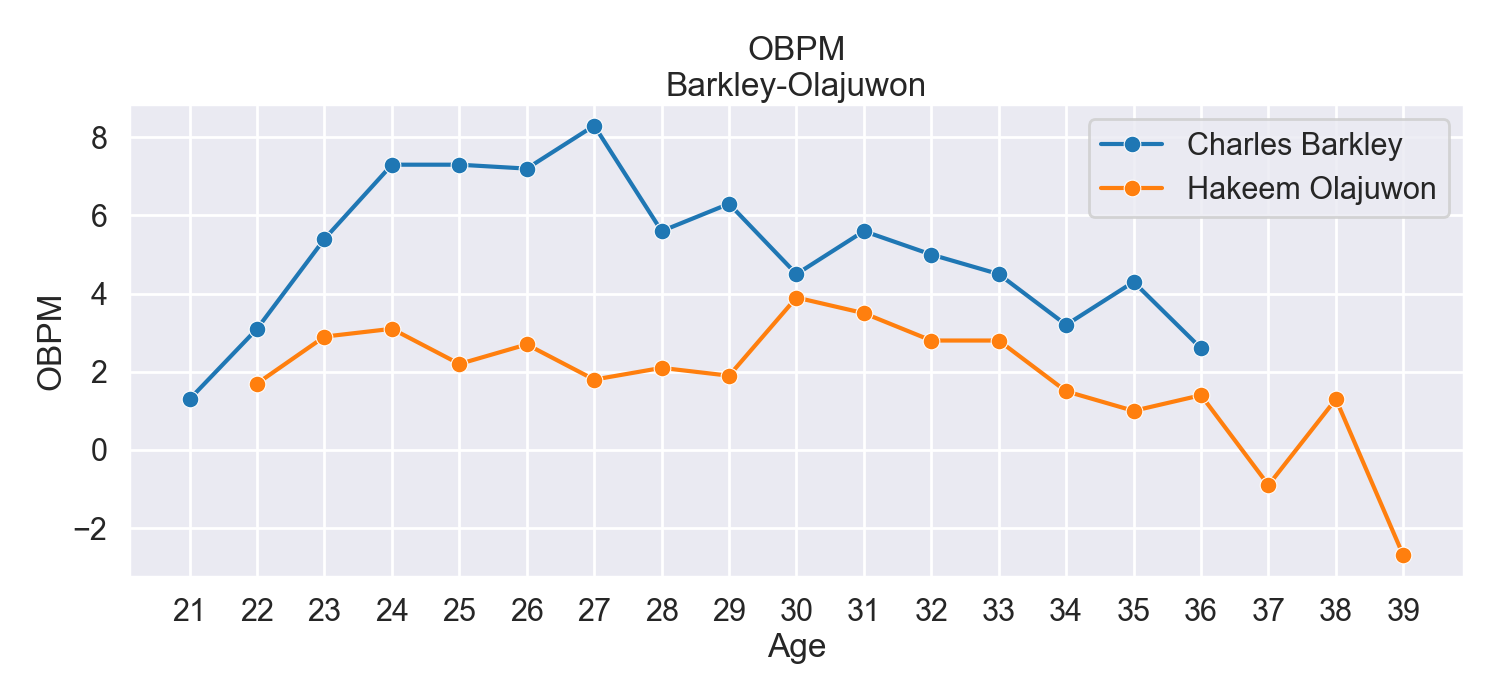 OBPM
Barkley-Olajuwon
Charles Barkley
Hakeem Olajuwon
OBPM
8
6
4
2
0
−2
21 22 23 24 25 26 27 28 29 30 31 32 33 34 35 36 37 38 39
Age